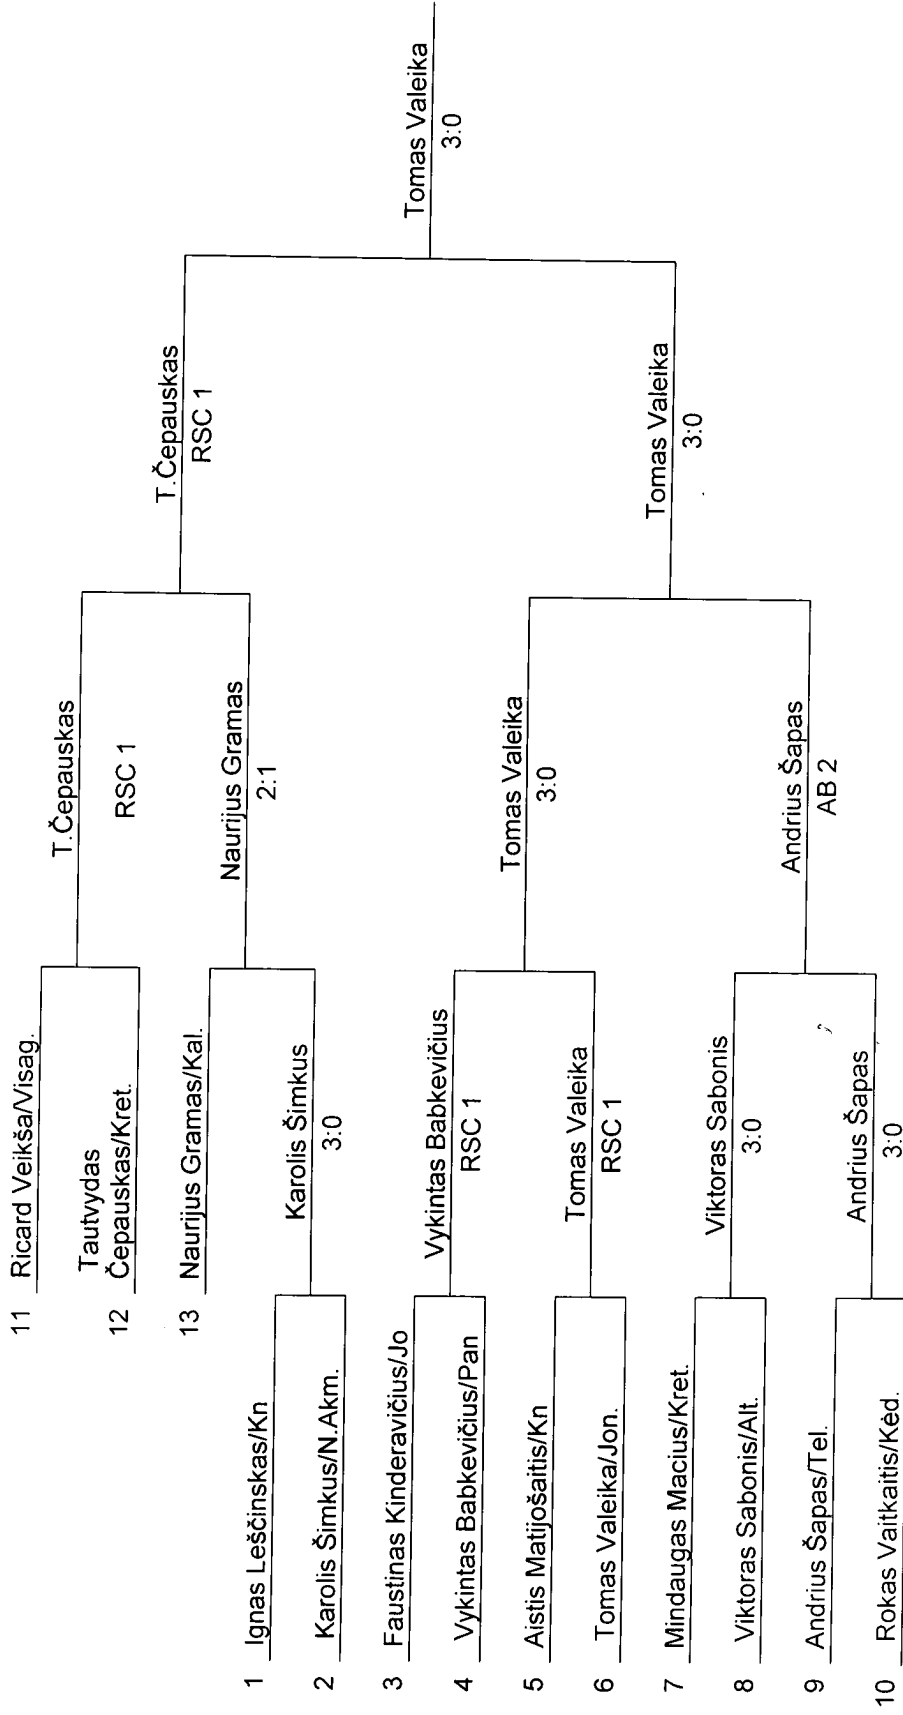 11 Ricard Veikša/Visag.
Tautvydas
12 Čepauskas/Kret.
13 Naurijus Gramas/Kal.
1 Ignas Leščinskas/Kn
2 Karolis Šimkus/N.Akm.
3 Faustinas Kinderavičius/Jo
4 Vykintas Babkevičius/Pan
5 Aistis Matijošaitis/Kn
6 Tomas Valeika/Jon.
7 Mindaugas Macius/Kret.
8 Viktoras Sabonis/Alt.
9 Andrius Šapas/Tel.
10 Rokas Vaitkaitis/Kėd.
Karolis Šimkus
3:0
Vykintas Babkevičius
RSC 1
Tomas Valeika
RSC 1
Viktoras Sabonis
3:0
Andrius Šapas
3:0
T.Čepauskas
RSC 1
Naurijus Gramas
2:1
Tomas Valeika
3:0
Andrius Šapas
AB 2
T.Čepauskas
RSC 1
Tomas Valeika
3:0
Tomas Valeika
3:0